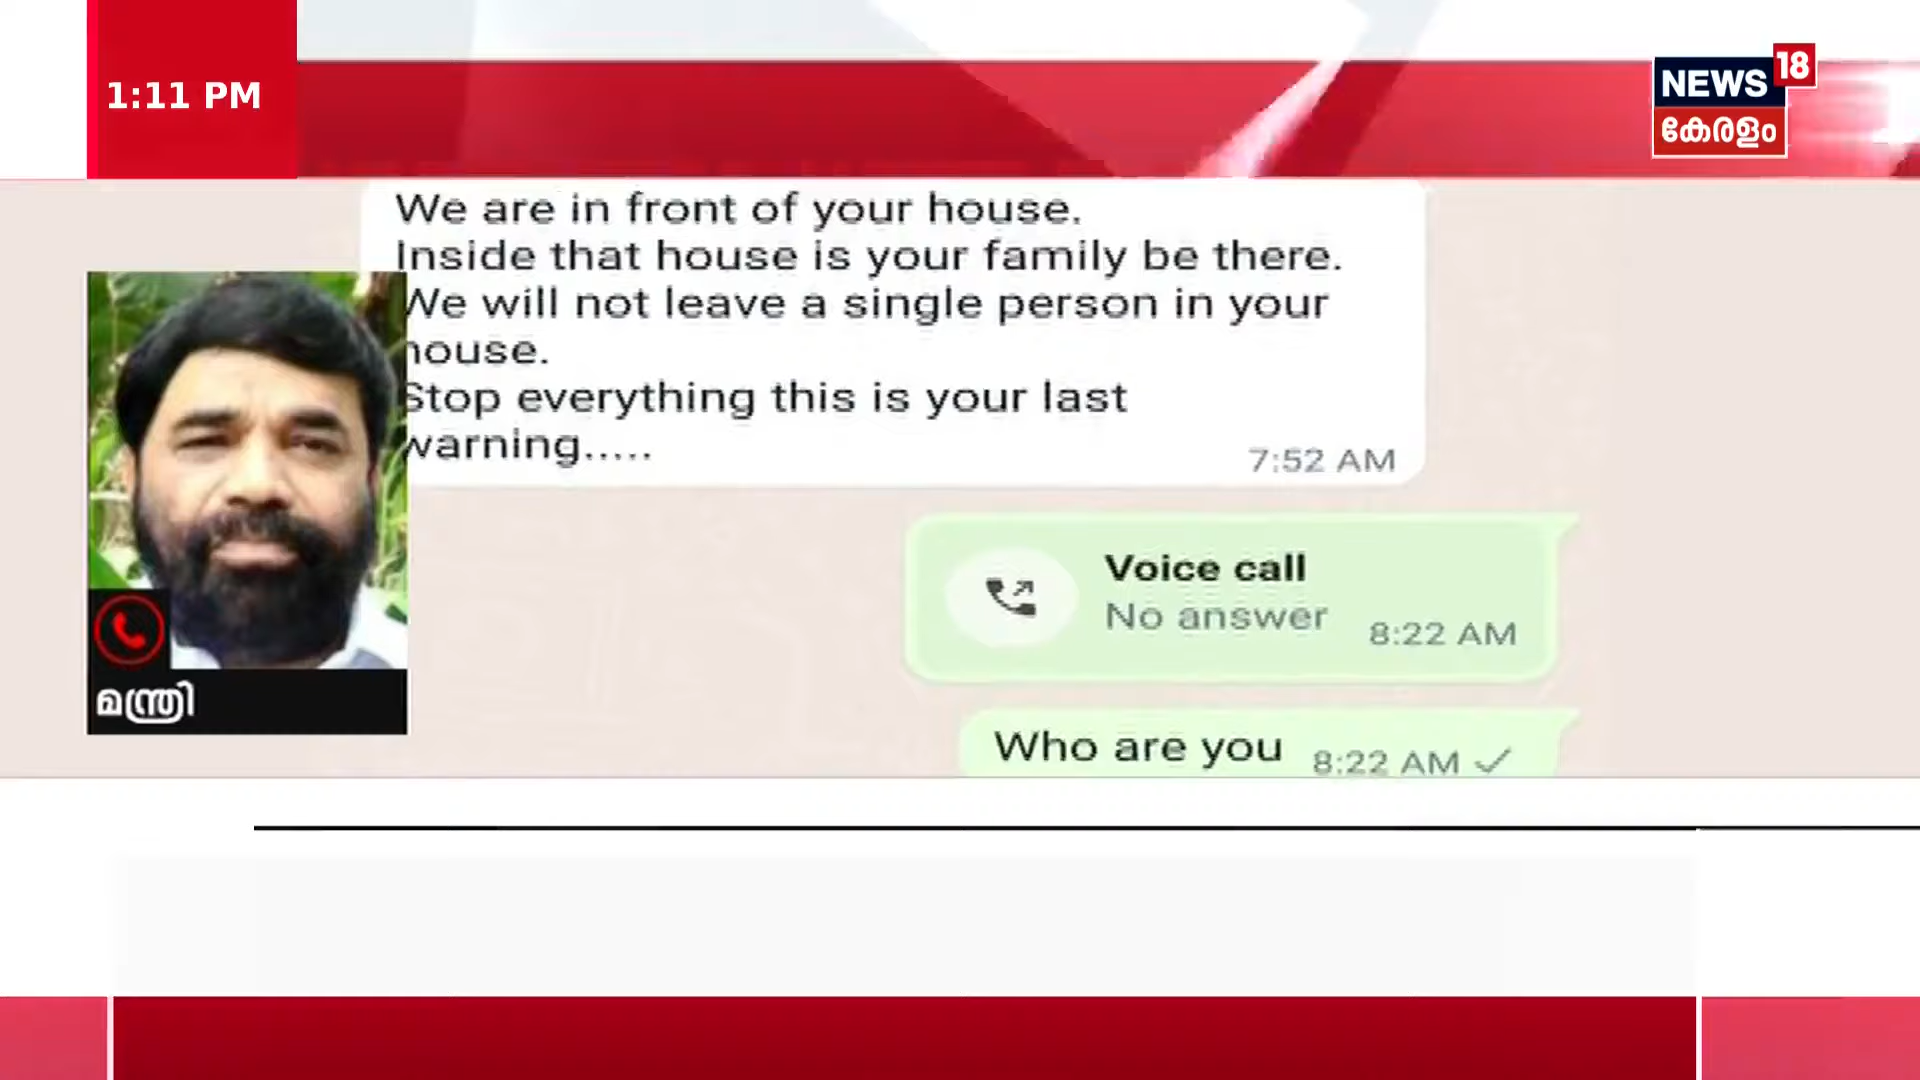 1:11 PM
NEWS 18
കേരളം
We are in front of your house.
Inside that house is your family be there.
We will not leave a single person in your
house.
Stop everything this is your last
warning.....
7:52 AM
Voice call
No answer
8:22 AM
Who are you
8:22 AM
മന്ത്രി